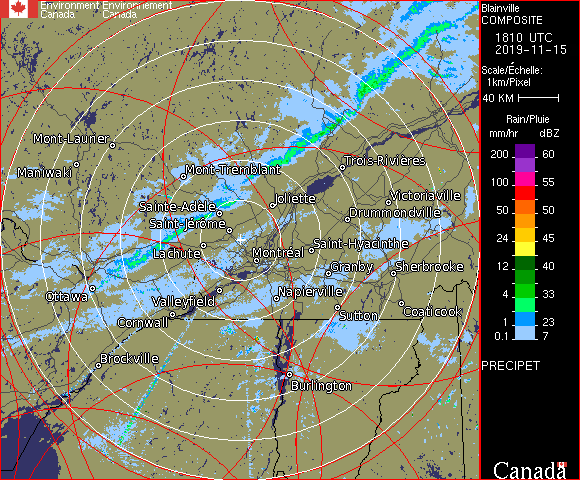 Environment Environnement
Canada Canada
Blainville
COMPOSITE
1810 UTC
2019-11-15
Scale/Échelle:
1km/Pixel
40 KM
Rain/Pluie
mm/hr dBZ
200 60
100 55
50 50
24 45
12 40
4 33
1 23
0.1 7
PRECIPET
Canada
Mont-Laurier
Maniwaki
Mont-Tremblant
Trois-Rivières
Sainte-Adèle
Joliette
Victoriaville
Saint-Jérôme
Drummondville
Lachute
Montréal
Saint-Hyacinthe
Granby
Sherbrooke
Ottawa
Valleyfield
Napierville
Cornwall
Sutton
Coaticook
Brockville
Burlington